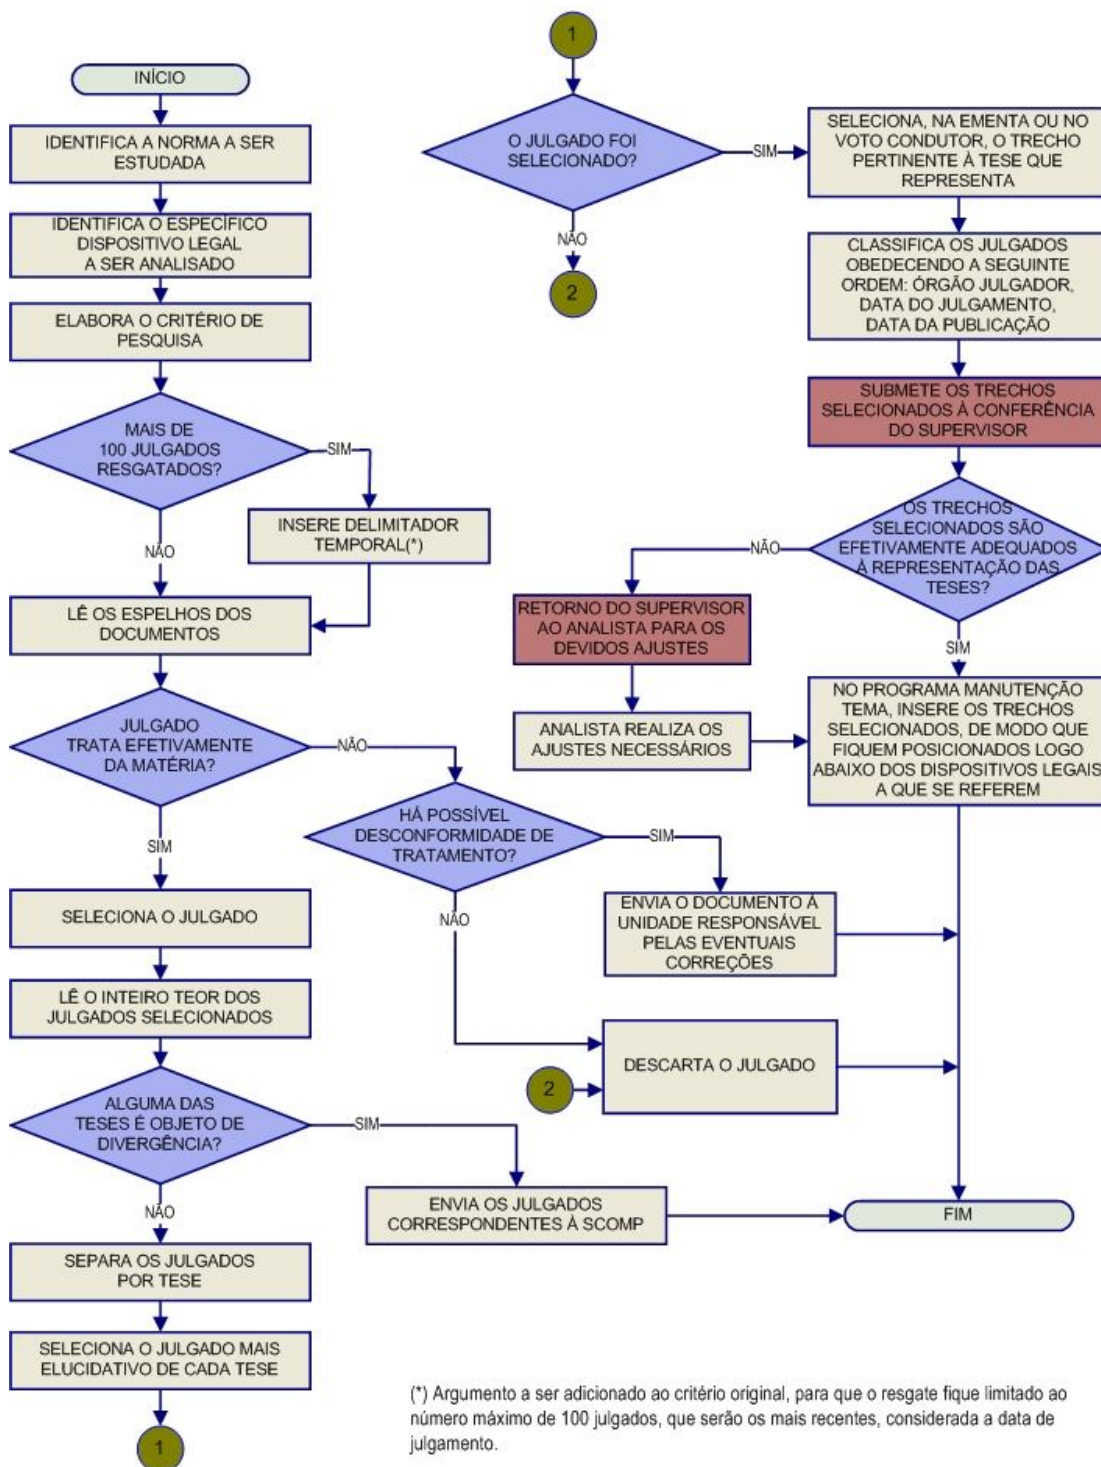 INÍCIO
IDENTIFICA A NORMA A SER
ESTUDADA
IDENTIFICA O ESPECÍFICO
DISPOSITIVO LEGAL
A SER ANALISADO
ELABORA O CRITÉRIO DE
PESQUISA
MAIS DE
100 JULGADOS
RESGATADOS?
SIM
INSERE DELIMITADOR
TEMPORAL(*)
NÃO
LÊ OS ESPELHOS DOS
DOCUMENTOS
JULGADO
TRATA EFETIVAMENTE
DA MATÉRIA?
NÃO
HÁ POSSÍVEL
DESCONFORMIDADE DE
TRATAMENTO?
SIM
ENVIA O DOCUMENTO À
UNIDADE RESPONSÁVEL
PELAS EVENTUAIS
CORREÇÕES
NÃO
DESCARTA O JULGADO
2
SIM
SELECIONA O JULGADO
LÊ O INTEIRO TEOR DOS
JULGADOS SELECIONADOS
ALGUMA DAS
TESES É OBJETO DE
DIVERGÊNCIA?
SIM
ENVIA OS JULGADOS
CORRESPONDENTES À SCOMP
NÃO
SEPARA OS JULGADOS
POR TESE
SELECIONA O JULGADO MAIS
ELUCIDATIVO DE CADA TESE
1
1
O JULGADO FOI
SELECIONADO?
NÃO
2
SIM
SELECIONA, NA EMENTA OU NO
VOTO CONDUTOR, O TRECHO
PERTINENTE À TESE QUE
REPRESENTA
CLASSIFICA OS JULGADOS
OBEDECENDO A SEGUINTE
ORDEM: ÓRGÃO JULGADOR,
DATA DO JULGAMENTO,
DATA DA PUBLICAÇÃO
SUBMETE OS TRECHOS
SELECIONADOS À CONFERÊNCIA
DO SUPERVISOR
OS TRECHOS
SELECIONADOS SÃO
EFETIVAMENTE ADEQUADOS
À REPRESENTAÇÃO DAS
TESES?
NÃO
RETORNO DO SUPERVISOR
AO ANALISTA PARA OS
DEVIDOS AJUSTES
ANALISTA REALIZA OS
AJUSTES NECESSÁRIOS
SIM
NO PROGRAMA MANUTENÇÃO
TEMA, INSERE OS TRECHOS
SELECIONADOS, DE MODO QUE
FIQUEM POSICIONADOS LOGO
ABAIXO DOS DISPOSITIVOS LEGAIS
A QUE SE REFEREM
FIM
(*) Argumento a ser adicionado ao critério original, para que o resgate fique limitado ao
número máximo de 100 julgados, que serão os mais recentes, considerada a data de
julgamento.